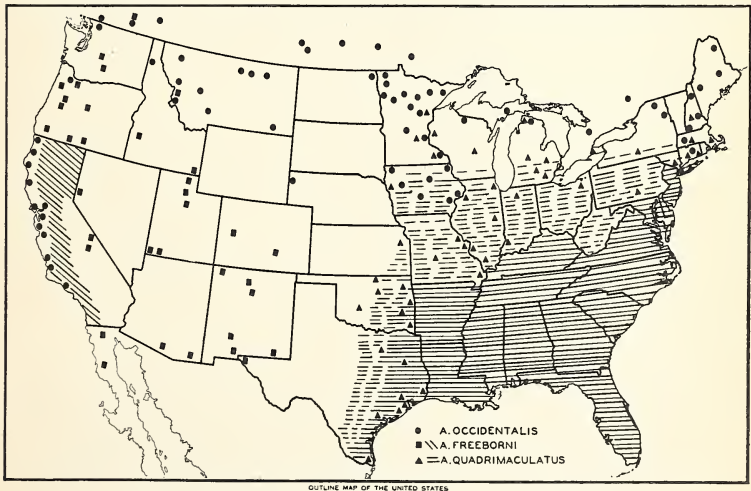 A. OCCIDENTALIS
A. FREEBORNI
A. QUADRIMACULATUS
OUTLINE MAP OF THE UNITED STATES